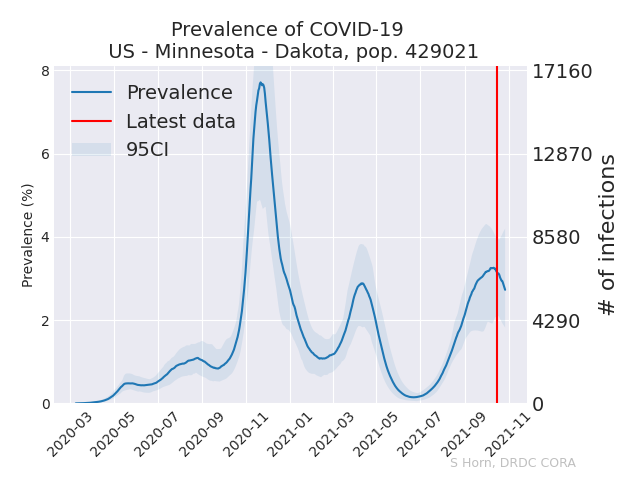 Prevalence of COVID-19
US - Minnesota - Dakota, pop. 429021
Prevalence
Latest data
95CI
Prevalence (%)
8
6
4
2
0
17160
12870
8580
4290
0
# of infections
2020-03
2020-05
2020-07
2020-09
2020-11
2021-01
2021-03
2021-05
2021-07
2021-09
2021-11
S Horn, DRDC CORA